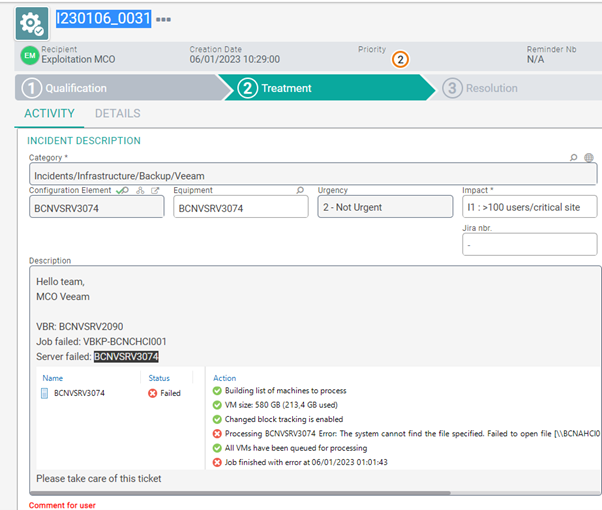 I230106_0031
EM
Recipient
Exploitation MCO
Creation Date
06/01/2023 10:29:00
Priority
2
Reminder Nb
N/A
1 Qualification
2 Treatment
3 Resolution
ACTIVITY DETAILS
INCIDENT DESCRIPTION
Category *
Incidents/Infrastructure/Backup/Veeam
Configuration Element
BCNVSRV3074
Equipment
BCNVSRV3074
Urgency
2 - Not Urgent
Impact *
I1 : >100 users/critical site
Jira nbr.
-
Description
Hello team,
MCO Veeam
VBR: BCNVSRV2090
Job failed: VBKP-BCNHCI001
Server failed: BCNVSRV3074
Name Status Action
BCNVSRV3074 Failed
Building list of machines to process
VM size: 580 GB (213,4 GB used)
Changed block tracking is enabled
Processing BCNVSRV3074 Error: The system cannot find the file specified. Failed to open file [\\BCNAHCI0
All VMs have been queued for processing
Job finished with error at 06/01/2023 01:01:43
Please take care of this ticket
Comment for user